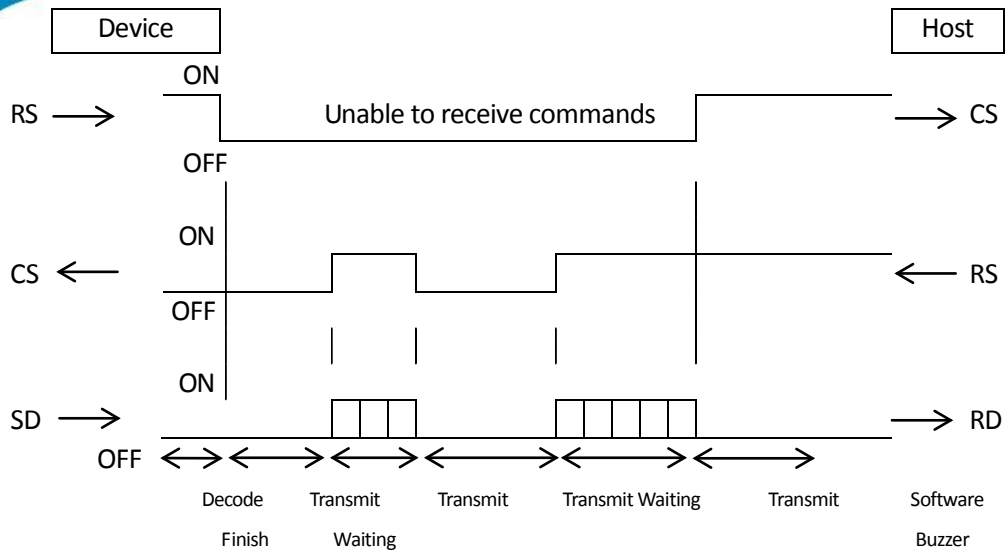 Device Host
ON
RS Unable to receive commands CS
OFF
ON
CS RS
OFF
ON
SD RD
OFF
Decode Transmit Transmit Transmit Waiting Transmit Software
Finish Waiting Buzzer